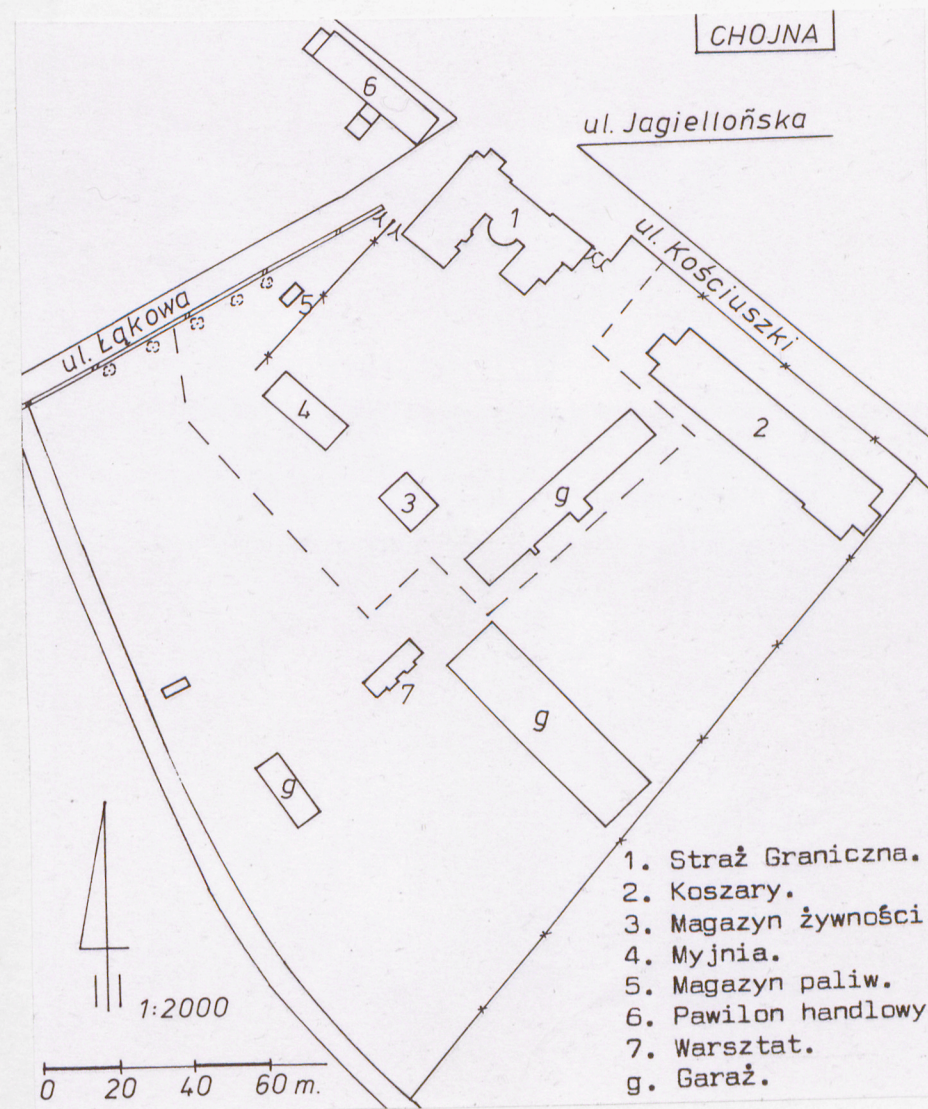 CHOJNA
6
ul. Jagiellońska
1
ul. Kościuszki
5
ul. Łąkowa
4
2
3
g
7
g
g
1:2000
0 20 40 60 m.
1. Straż Graniczna.
2. Koszary.
3. Magazyn żywności
4. Myjnia.
5. Magazyn paliw.
6. Pawilon handlowy
7. Warsztat.
g. Garaż.